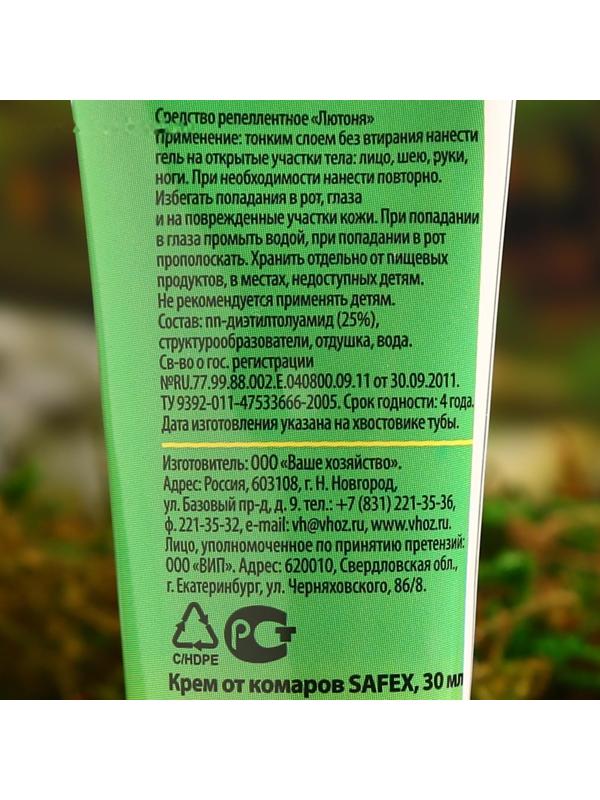 Средство репеллентное «Лютоня»
Применение: тонким слоем без втирания нанести
гель на открытые участки тела: лицо, шею, руки,
ноги. При необходимости нанести повторно.
Избегать попадания в рот, глаза
и на поврежденные участки кожи. При попадании
в глаза промыть водой, при попадании в рот
прополоскать. Хранить отдельно от пищевых
продуктов, в местах, недоступных детям.
Не рекомендуется применять детям.
Состав: nn-диэтилтолуамид (25%),
структурообразователи, отдушка, вода.
Св-во о гос. регистрации
№RU.77.99.88.002.Е.040800.09.11 от 30.09.2011.
ТУ 9392-011-47533666-2005. Срок годности: 4 года.
Дата изготовления указана на хвостовике тубы.
Изготовитель: ООО «Ваше хозяйство».
Адрес: Россия, 603108, г. Н. Новгород,
ул. Базовый пр-д, д. 9. тел.: +7 (831) 221-35-36,
ф. 221-35-32, e-mail: vh@vhoz.ru, www.vhoz.ru.
Лицо, уполномоченное по принятию претензий:
ООО «ВИП». Адрес: 620010, Свердловская обл.,
г. Екатеринбург, ул. Черняховского, 86/8.
C/HDPE
РСТ
Крем от комаров SAFEX, 30 мл